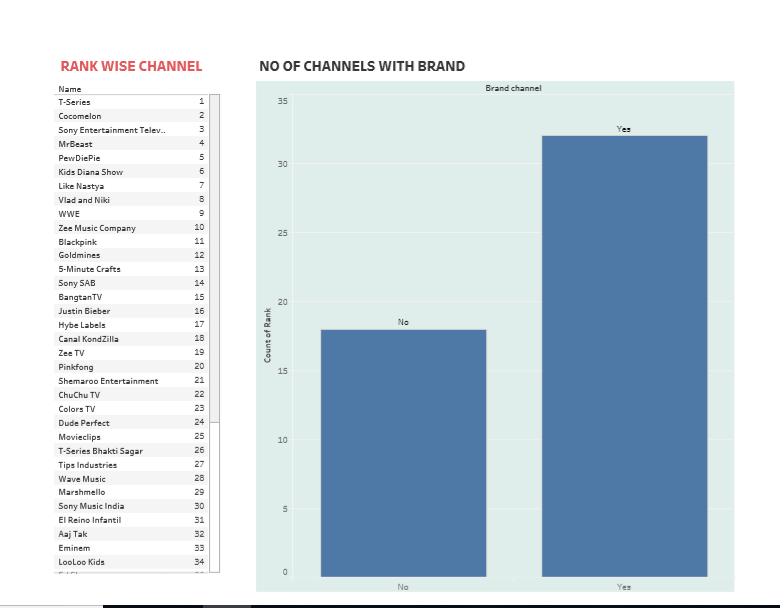 RANK WISE CHANNEL
Name
T-Series 1
Cocomelon 2
Sony Entertainment Telev.. 3
MrBeast 4
PewDiePie 5
Kids Diana Show 6
Like Nastya 7
Vlad and Niki 8
WWE 9
Zee Music Company 10
Blackpink 11
Goldmines 12
5-Minute Crafts 13
Sony SAB 14
BangtanTV 15
Justin Bieber 16
Hybe Labels 17
Canal KondZilla 18
Zee TV 19
Pinkfong 20
Shemaroo Entertainment 21
ChuChu TV 22
Colors TV 23
Dude Perfect 24
Movieclips 25
T-Series Bhakti Sagar 26
Tips Industries 27
Wave Music 28
Marshmello 29
Sony Music India 30
El Reino Infantil 31
Aaj Tak 32
Eminem 33
LooLoo Kids 34
NO OF CHANNELS WITH BRAND
Brand channel
35
30
25
20
15
10
5
0
Count of Rank
No
Yes
No
Yes